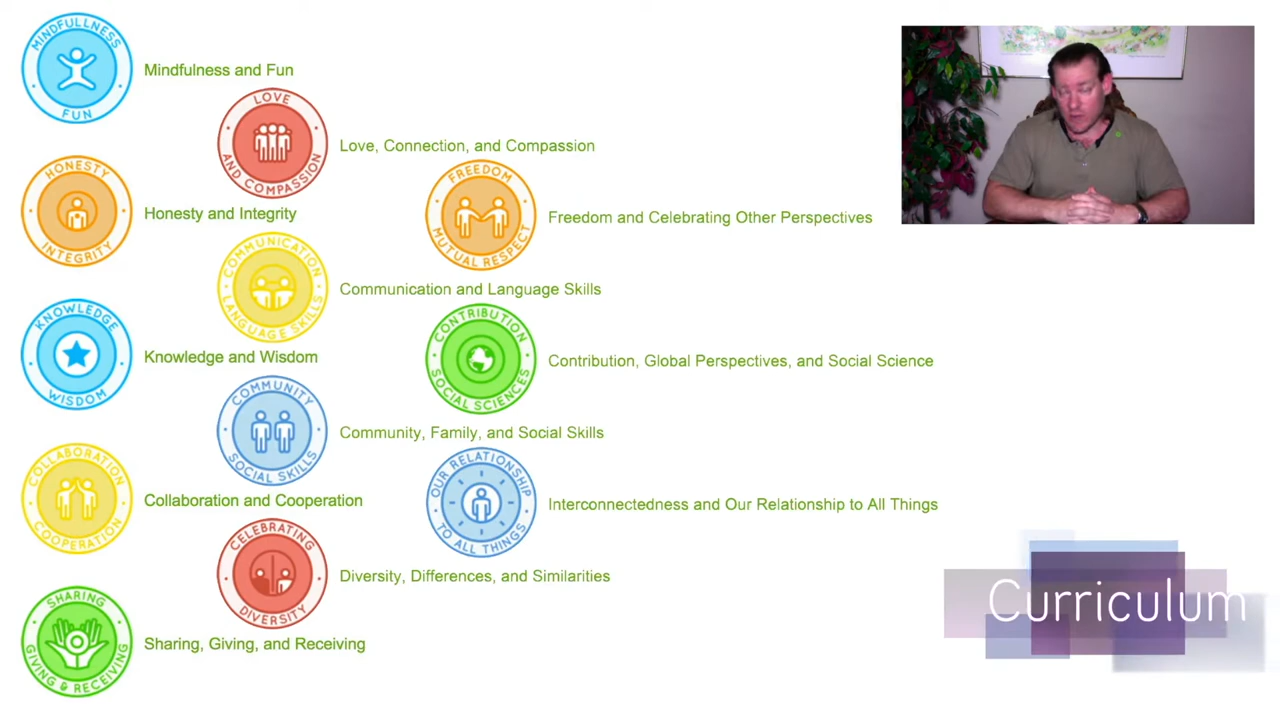 MINDFULLNESS
FUN
Mindfulness and Fun
LOVE
AND COMPASSION
Love, Connection, and Compassion
HONESTY
INTEGRITY
Honesty and Integrity
FREEDOM
MUTUAL RESPECT
Freedom and Celebrating Other Perspectives
COMMUNICATION
LANGUAGE SKILLS
Communication and Language Skills
KNOWLEDGE
WISDOM
Knowledge and Wisdom
CONTRIBUTION
SOCIAL SCIENCES
Contribution, Global Perspectives, and Social Science
COMMUNITY
SOCIAL SKILLS
Community, Family, and Social Skills
COLLABORATION
COOPERATION
Collaboration and Cooperation
OUR RELATIONSHIP
TO ALL THINGS
Interconnectedness and Our Relationship to All Things
CELEBRATING
DIVERSITY
Diversity, Differences, and Similarities
SHARING
GIVING & RECEIVING
Sharing, Giving, and Receiving
Curriculum